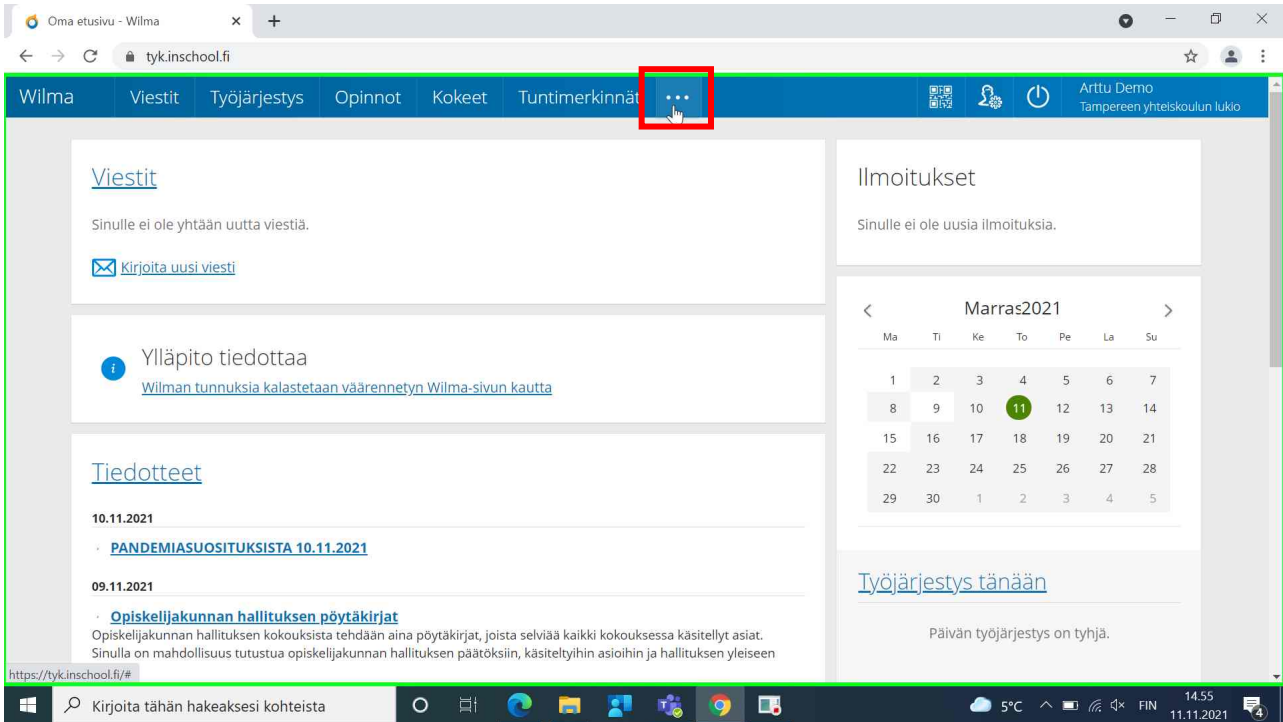 Oma etusivu - Wilma
tyk.inschool.fi
Wilma Viestit Työjärjestys Opinnot Kokeet Tuntimerkinnät ••• Arttu Demo
Tampereen yhteiskoulun lukio
Viestit
Sinulle ei ole yhtään uutta viestiä.
Kirjoita uusi viesti
Ylläpito tiedottaa
Wilman tunnuksia kalastetaan väärennetyn Wilma-sivun kautta
Tiedotteet
10.11.2021
· PANDEMIASUOSITUKSISTA 10.11.2021
09.11.2021
· Opiskelijakunnan hallituksen pöytäkirjat
Opiskelijakunnan hallituksen kokouksista tehdään aina pöytäkirjat, joista selviää kaikki kokouksessa käsitellyt asiat.
Sinulla on mahdollisuus tutustua opiskelijakunnan hallituksen päätöksiin, käsiteltyihin asioihin ja hallituksen yleiseen
Ilmoitukset
Sinulle ei ole uusia ilmoituksia.
Marras2021
Ma Ti Ke To Pe La Su
1 2 3 4 5 6 7
8 9 10 11 12 13 14
15 16 17 18 19 20 21
22 23 24 25 26 27 28
29 30 1 2 3 4 5
Työjärjestys tänään
Päivän työjärjestys on tyhjä.
https://tyk.inschool.fi/#
Kirjoita tähän hakeaksesi kohteista
5°C FIN 14.55
11.11.2021 4